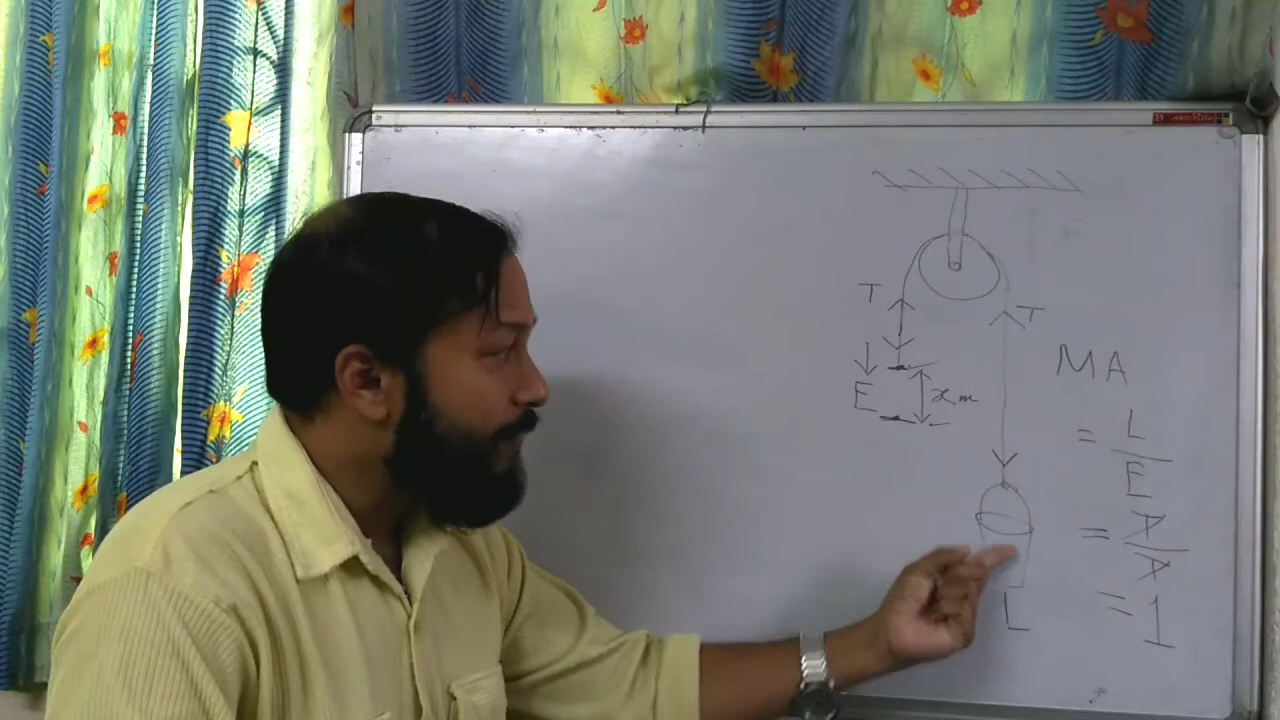 T
T
E
x m
MA
= L
E
= T
T
= 1
L